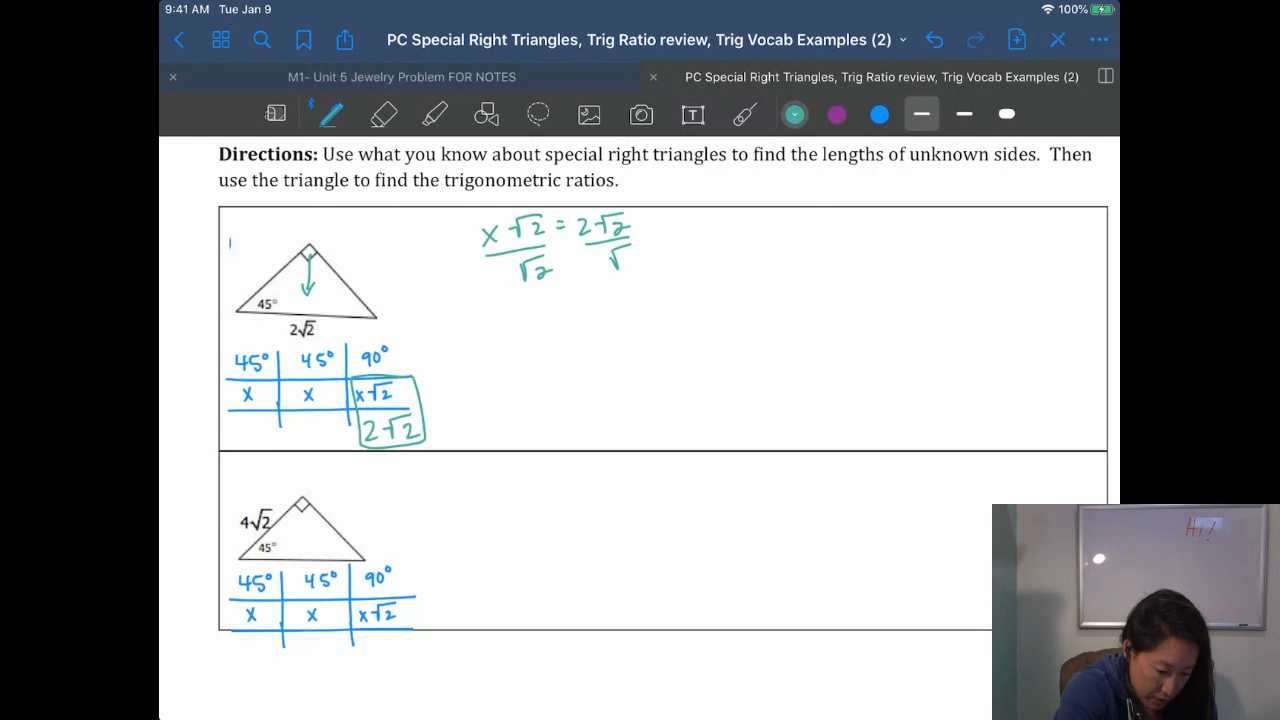 9:41 AM Tue Jan 9
100%
PC Special Right Triangles, Trig Ratio review, Trig Vocab Examples (2)
M1- Unit 5 Jewelry Problem FOR NOTES
PC Special Right Triangles, Trig Ratio review, Trig Vocab Examples (2)
T
Directions: Use what you know about special right triangles to find the lengths of unknown sides. Then
use the triangle to find the trigonometric ratios.
x √2 = 2√2
√2 √
45°
2√2
45° 45° 90°
x x x√2
2√2
4√2
45°
45° 45° 90°
x x x√2
Hi!